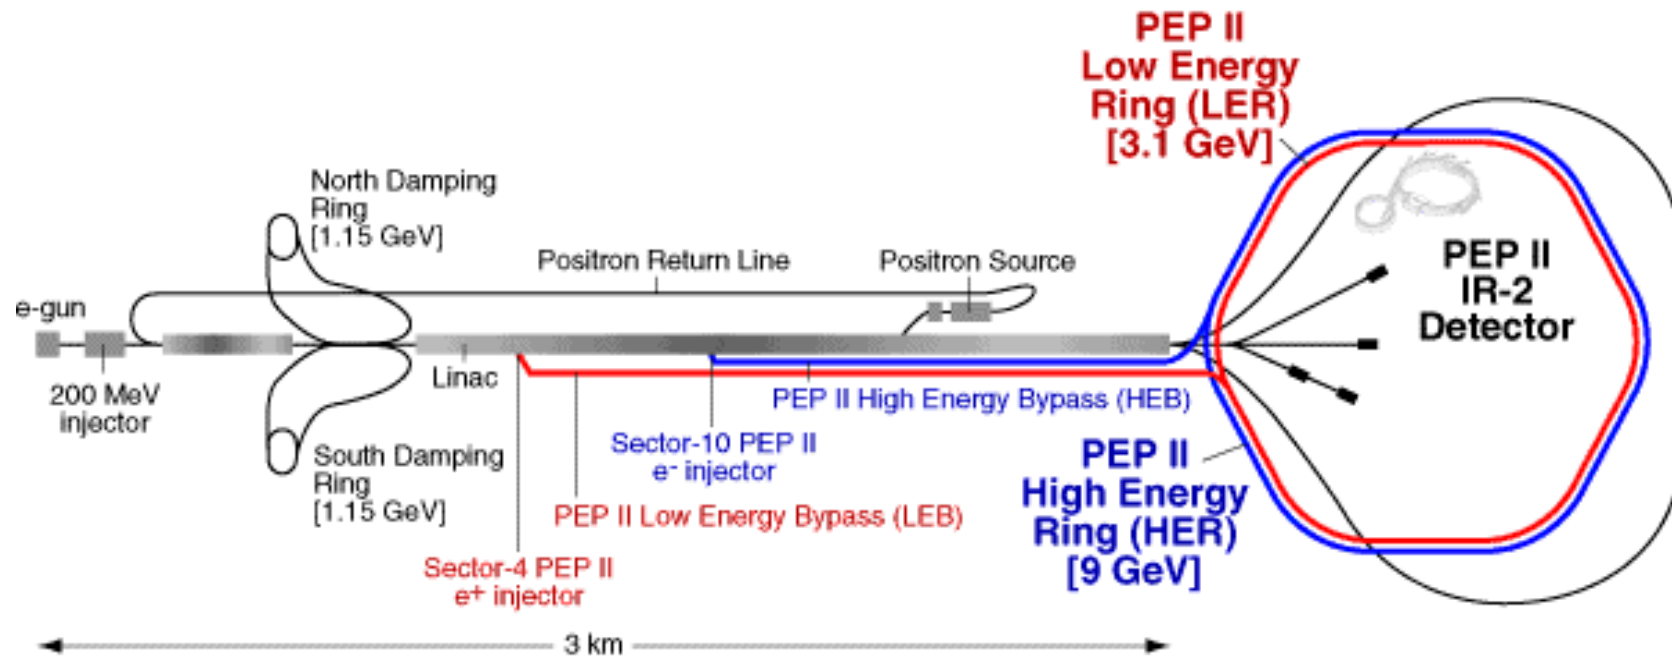 PEP II
Low Energy
Ring (LER)
[3.1 GeV]
North Damping
Ring
[1.15 GeV]
Positron Return Line
Positron Source
PEP II
IR-2
Detector
e-gun
200 MeV
injector
Linac
PEP II High Energy Bypass (HEB)
Sector-10 PEP II
e- injector
South Damping
Ring
[1.15 GeV]
PEP II Low Energy Bypass (LEB)
PEP II
High Energy
Ring (HER)
[9 GeV]
Sector-4 PEP II
e+ injector
3 km